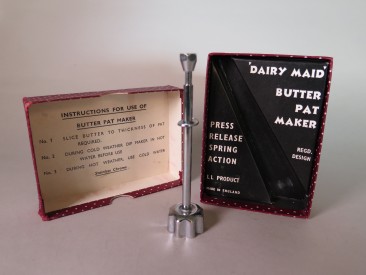 INSTRUCTIONS FOR USE OF
BUTTER PAT MAKER
No. 1 SLICE BUTTER TO THICKNESS OF PAT
REQUIRED.
No. 2 DURING COLD WEATHER DIP MAKER IN HOT
WATER BEFORE USE
No. 3 DURING HOT WEATHER, USE COLD WATER
'DAIRY MAID'
BUTTER
PAT
MAKER
PRESS
RELEASE
SPRING
ACTION
REGD.
DESIGN
PRODUCT
MADE IN ENGLAND